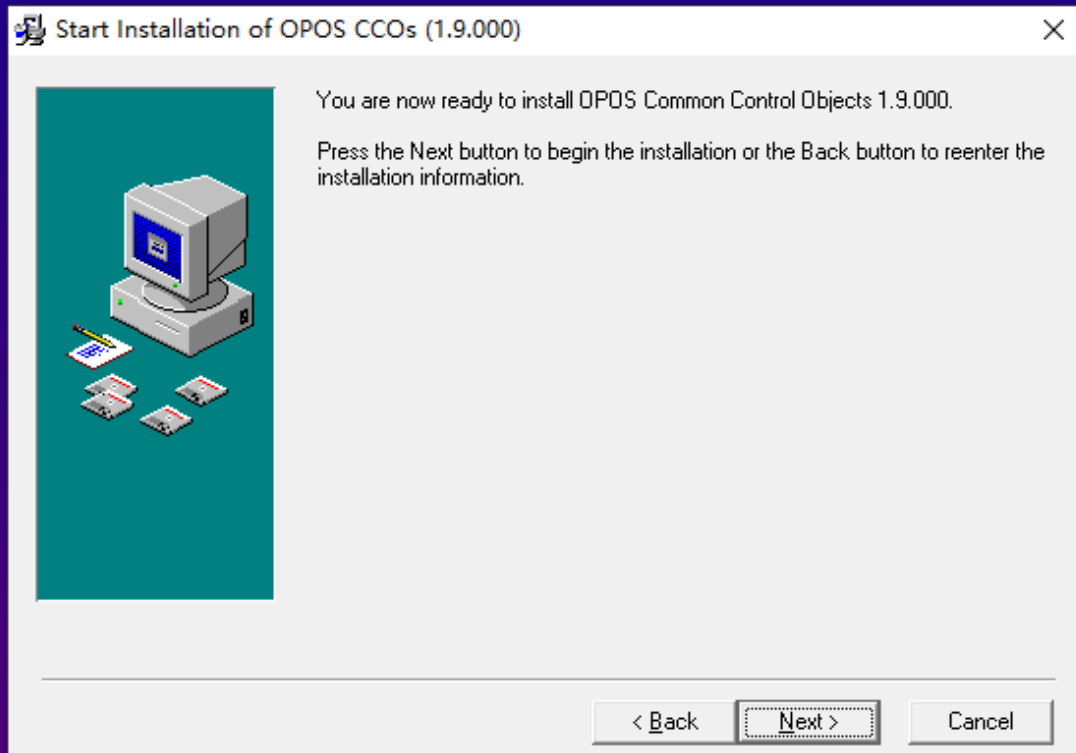 Start Installation of OPOS CCOs (1.9.000)
You are now ready to install OPOS Common Control Objects 1.9.000.
Press the Next button to begin the installation or the Back button to reenter the
installation information.
< Back
Next >
Cancel